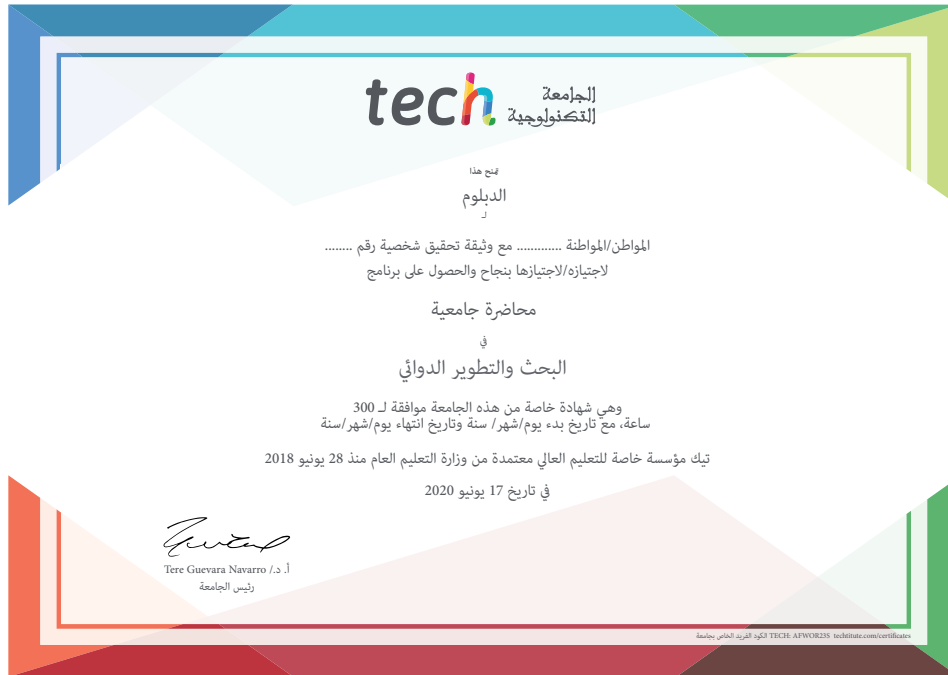 tech الجامعة
التكنولوجية
تمنح هذا
الدبلوم
لـ
المواطن/المواطنة ............. مع وثيقة تحقيق شخصية رقم ........
لاجتيازه/لاجتيازها بنجاح والحصول على برنامج
محاضرة جامعية
في
البحث والتطوير الدوائي
وهي شهادة خاصة من هذه الجامعة موافقة لـ 300
ساعة، مع تاريخ بدء يوم/شهر/ سنة وتاريخ انتهاء يوم/شهر/سنة
تيك مؤسسة خاصة للتعليم العالي معتمدة من وزارة التعليم العام منذ 28 يونيو 2018
في تاريخ 17 يونيو 2020
أ. د./ Tere Guevara Navarro
رئيس الجامعة
الكود الفريد الخاص بجامعة TECH: AFWOR23S techtitute.com/certificates